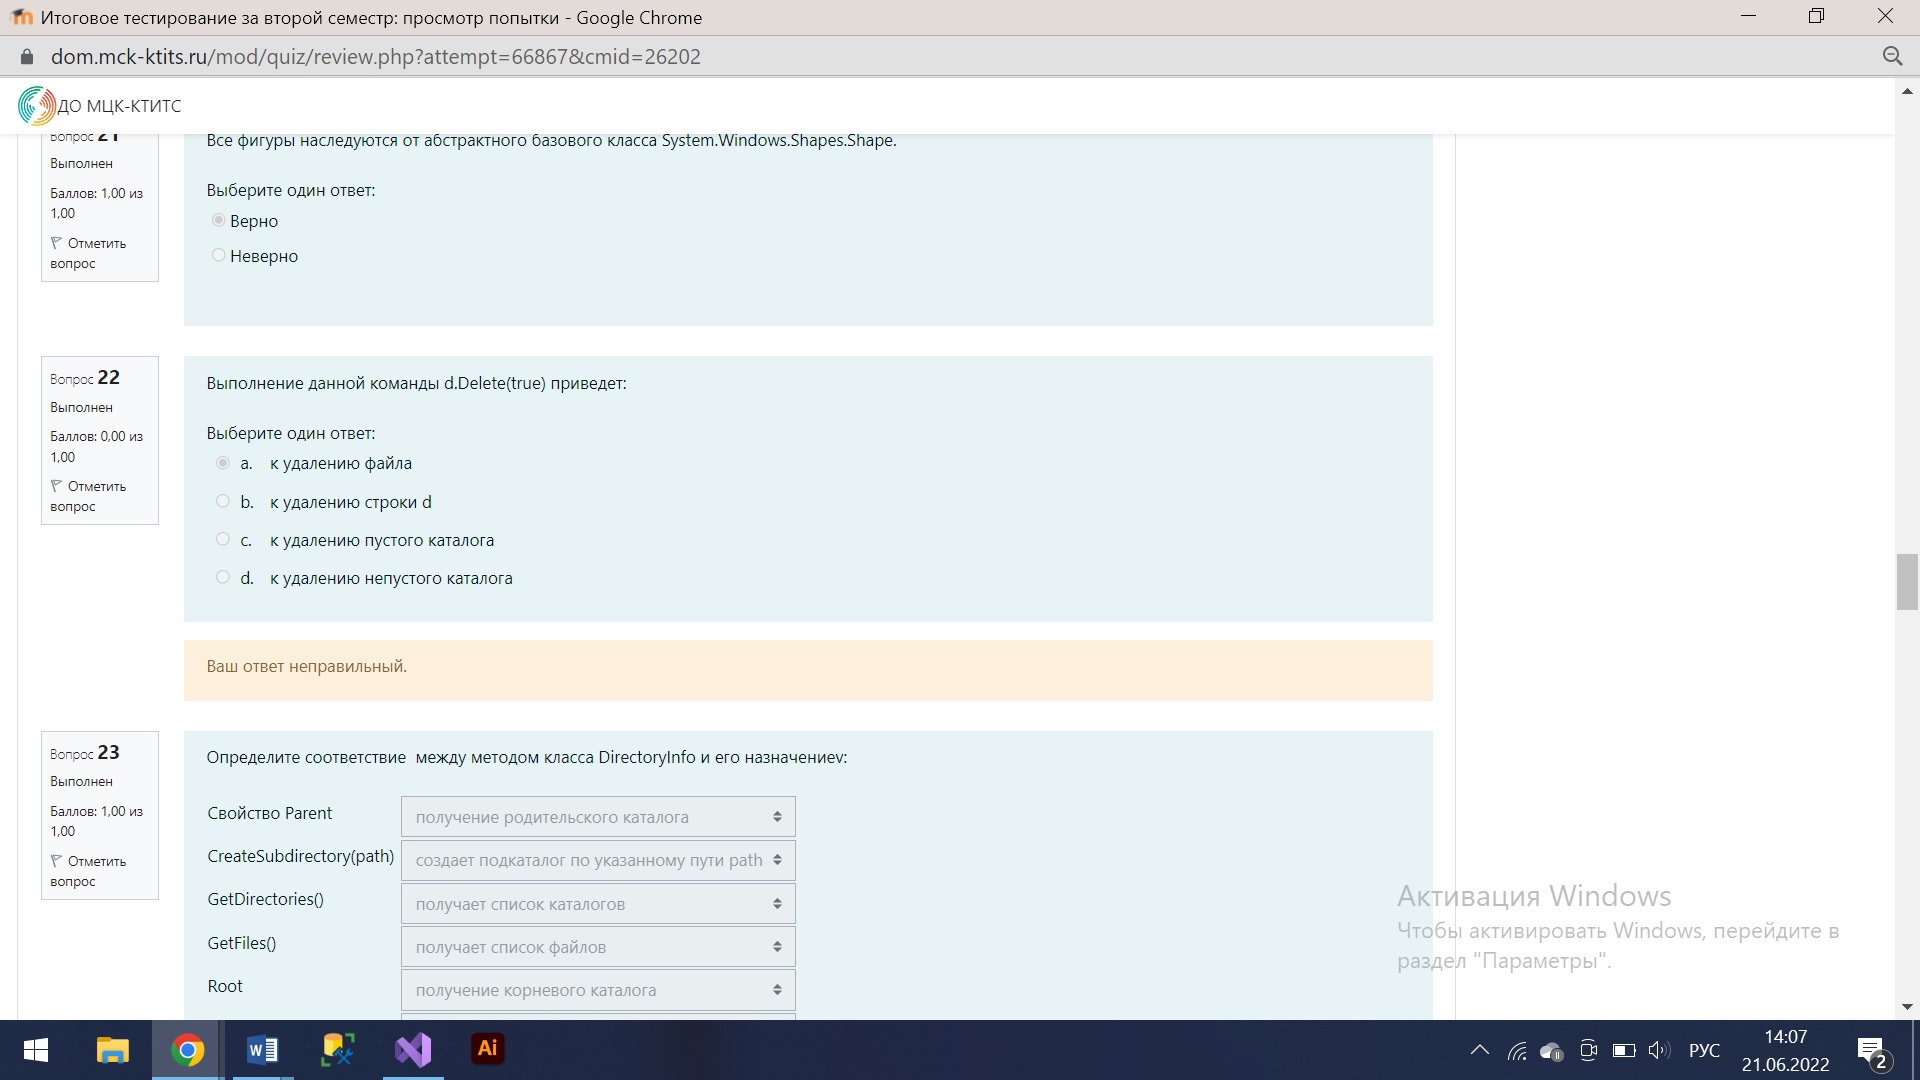 Итоговое тестирование за второй семестр: просмотр попытки - Google Chrome
dom.mck-ktits.ru/mod/quiz/review.php?attempt=66867&cmid=26202
ДО МЦК-КТИТС
Вопрос 21
Выполнен
Баллов: 1,00 из
1,00
Отметить
вопрос
Все фигуры наследуются от абстрактного базового класса System.Windows.Shapes.Shape.
Выберите один ответ:
Верно
Неверно
Вопрос 22
Выполнен
Баллов: 0,00 из
1,00
Отметить
вопрос
Выполнение данной команды d.Delete(true) приведет:
Выберите один ответ:
a. к удалению файла
b. к удалению строки d
c. к удалению пустого каталога
d. к удалению непустого каталога
Ваш ответ неправильный.
Вопрос 23
Выполнен
Баллов: 1,00 из
1,00
Отметить
вопрос
Определите соответствие между методом класса DirectoryInfo и его назначениеv:
Свойство Parent получение родительского каталога
CreateSubdirectory(path) создает подкаталог по указанному пути path
GetDirectories() получает список каталогов
GetFiles() получает список файлов
Root получение корневого каталога
Активация Windows
Чтобы активировать Windows, перейдите в
раздел "Параметры".
Ai
РУС
14:07
21.06.2022
2